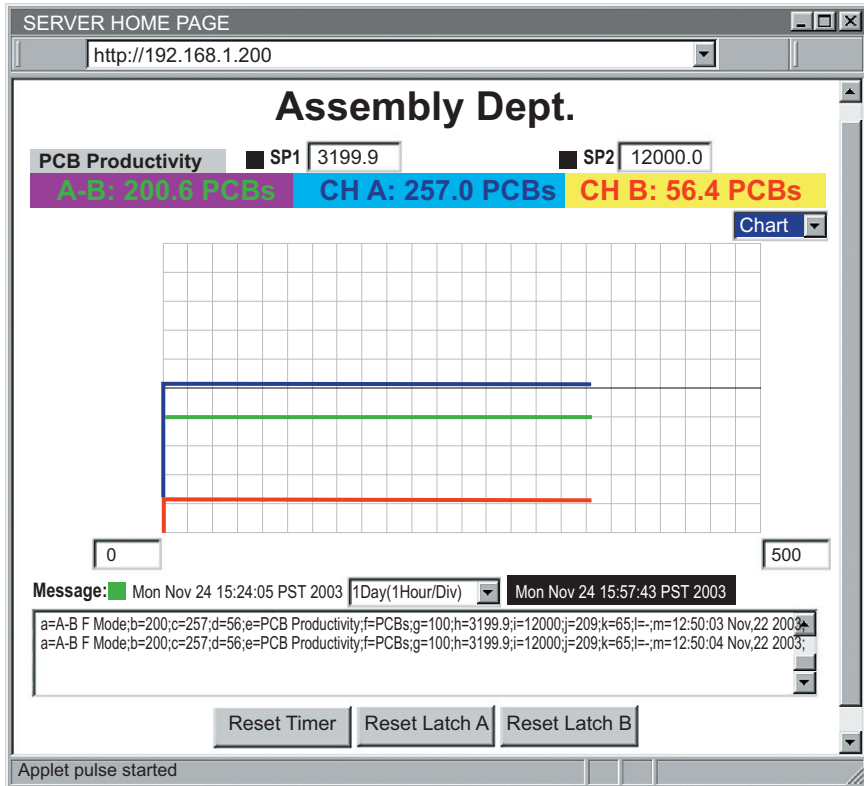 SERVER HOME PAGE
http://192.168.1.200
Assembly Dept.
PCB Productivity SP1 3199.9 SP2 12000.0
A-B: 200.6 PCBs CH A: 257.0 PCBs CH B: 56.4 PCBs
Chart
0 500
Message: Mon Nov 24 15:24:05 PST 2003 1Day(1Hour/Div) Mon Nov 24 15:57:43 PST 2003
a=A-B F Mode;b=200;c=257;d=56;e=PCB Productivity;f=PCBs;g=100;h=3199.9;i=12000;j=209;k=65;l=-;m=12:50:03 Nov,22 2003;
a=A-B F Mode;b=200;c=257;d=56;e=PCB Productivity;f=PCBs;g=100;h=3199.9;i=12000;j=209;k=65;l=-;m=12:50:04 Nov,22 2003;
Reset Timer Reset Latch A Reset Latch B
Applet pulse started